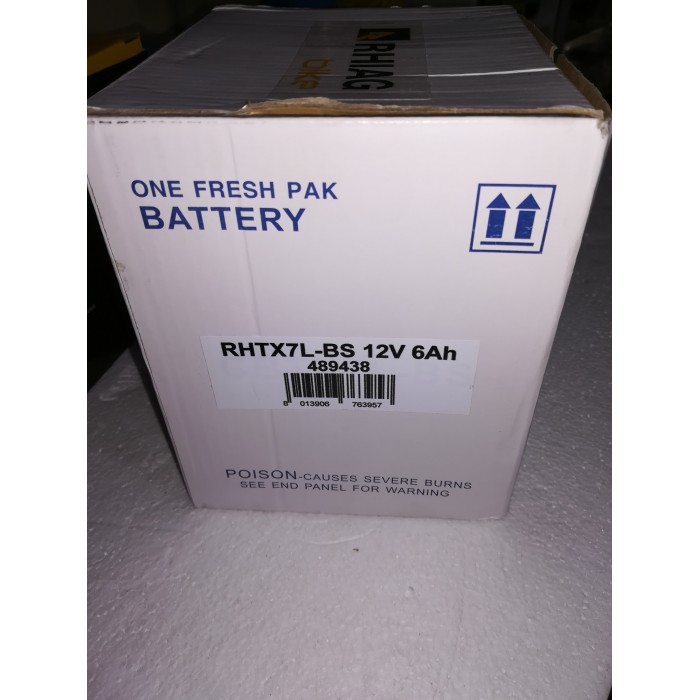 RHIAG
bike
ONE FRESH PAK
BATTERY
RHTX7L-BS 12V 6Ah
489438
8 013906 763957
POISON-CAUSES SEVERE BURNS
SEE END PANEL FOR WARNING